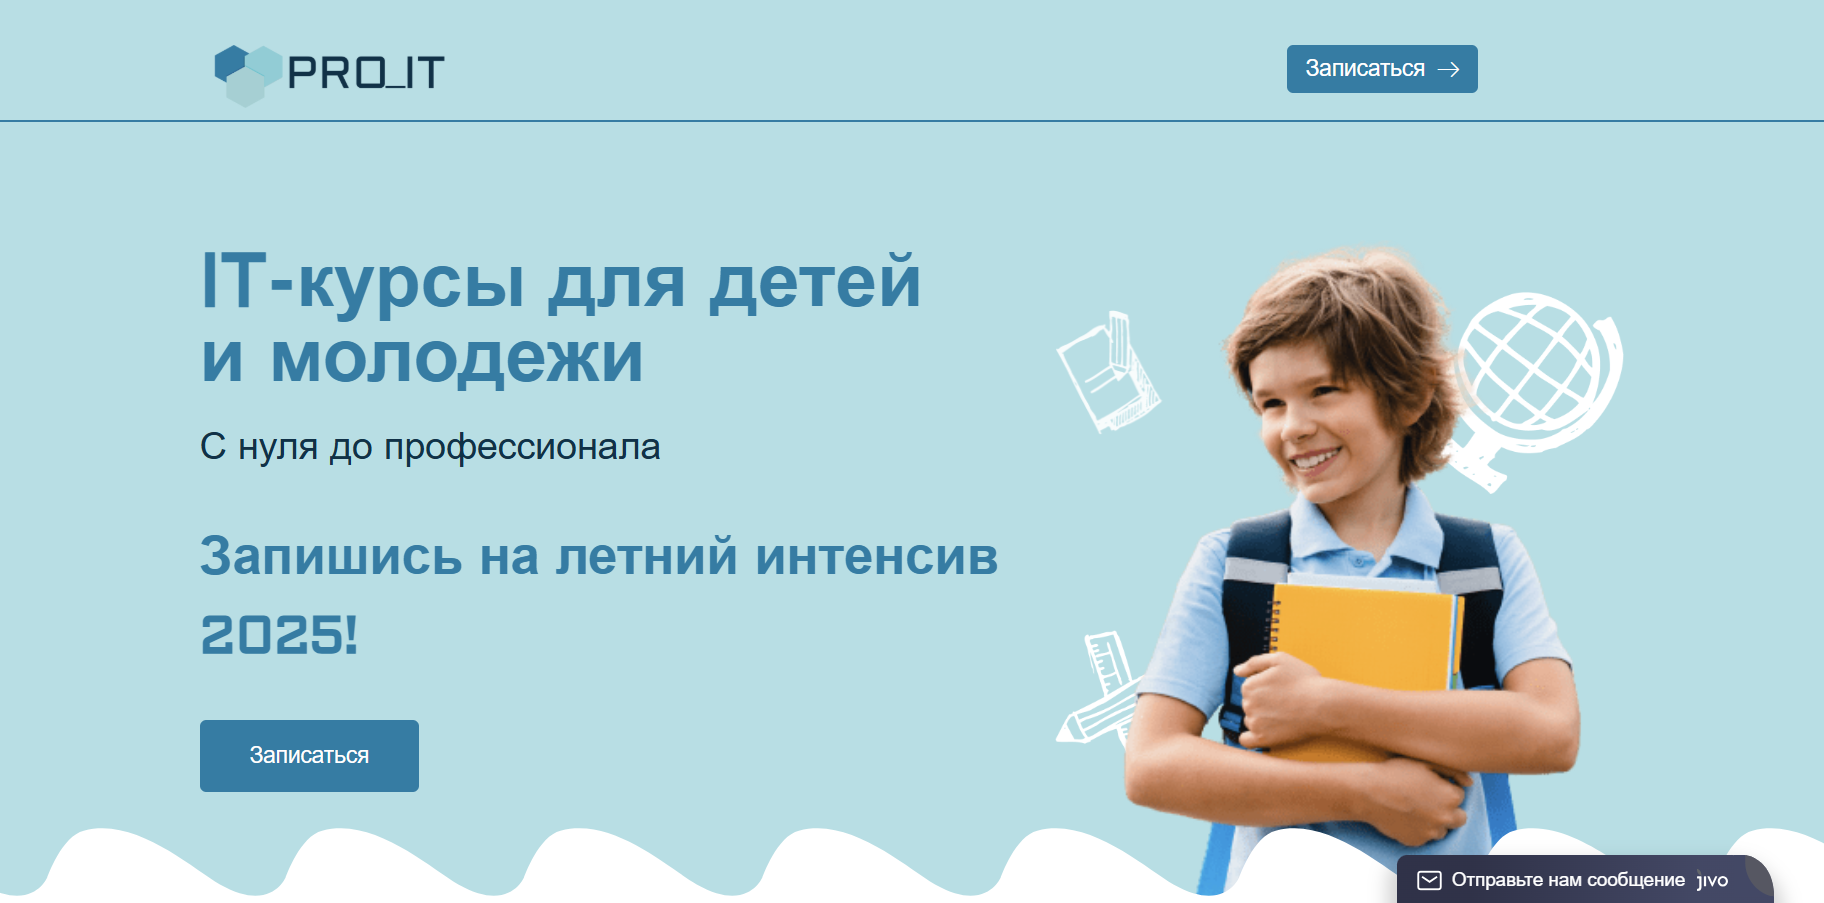 PRO_IT
Записаться
IT-курсы для детей
и молодежи
С нуля до профессионала
Запишись на летний интенсив
2025!
Записаться
Отправьте нам сообщение jivo